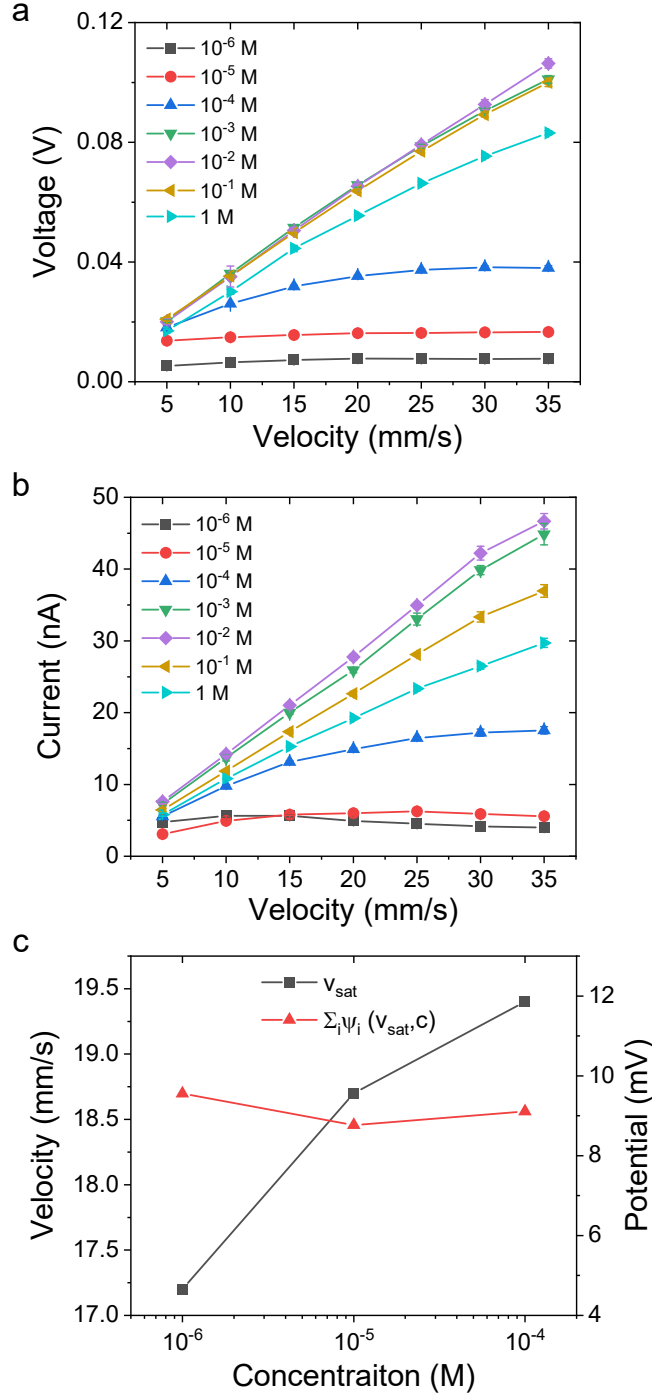 a
0.12
0.08
0.04
0.00
Voltage (V)
10⁻⁶ M
10⁻⁵ M
10⁻⁴ M
10⁻³ M
10⁻² M
10⁻¹ M
1 M
5 10 15 20 25 30 35
Velocity (mm/s)
b
50
40
30
20
10
0
Current (nA)
10⁻⁶ M
10⁻⁵ M
10⁻⁴ M
10⁻³ M
10⁻² M
10⁻¹ M
1 M
5 10 15 20 25 30 35
Velocity (mm/s)
c
19.5
19.0
18.5
18.0
17.5
17.0
Velocity (mm/s)
v_sat
Σᵢψᵢ (v_sat,c)
12
10
8
6
4
Potential (mV)
10⁻⁶ 10⁻⁵ 10⁻⁴
Concentraiton (M)